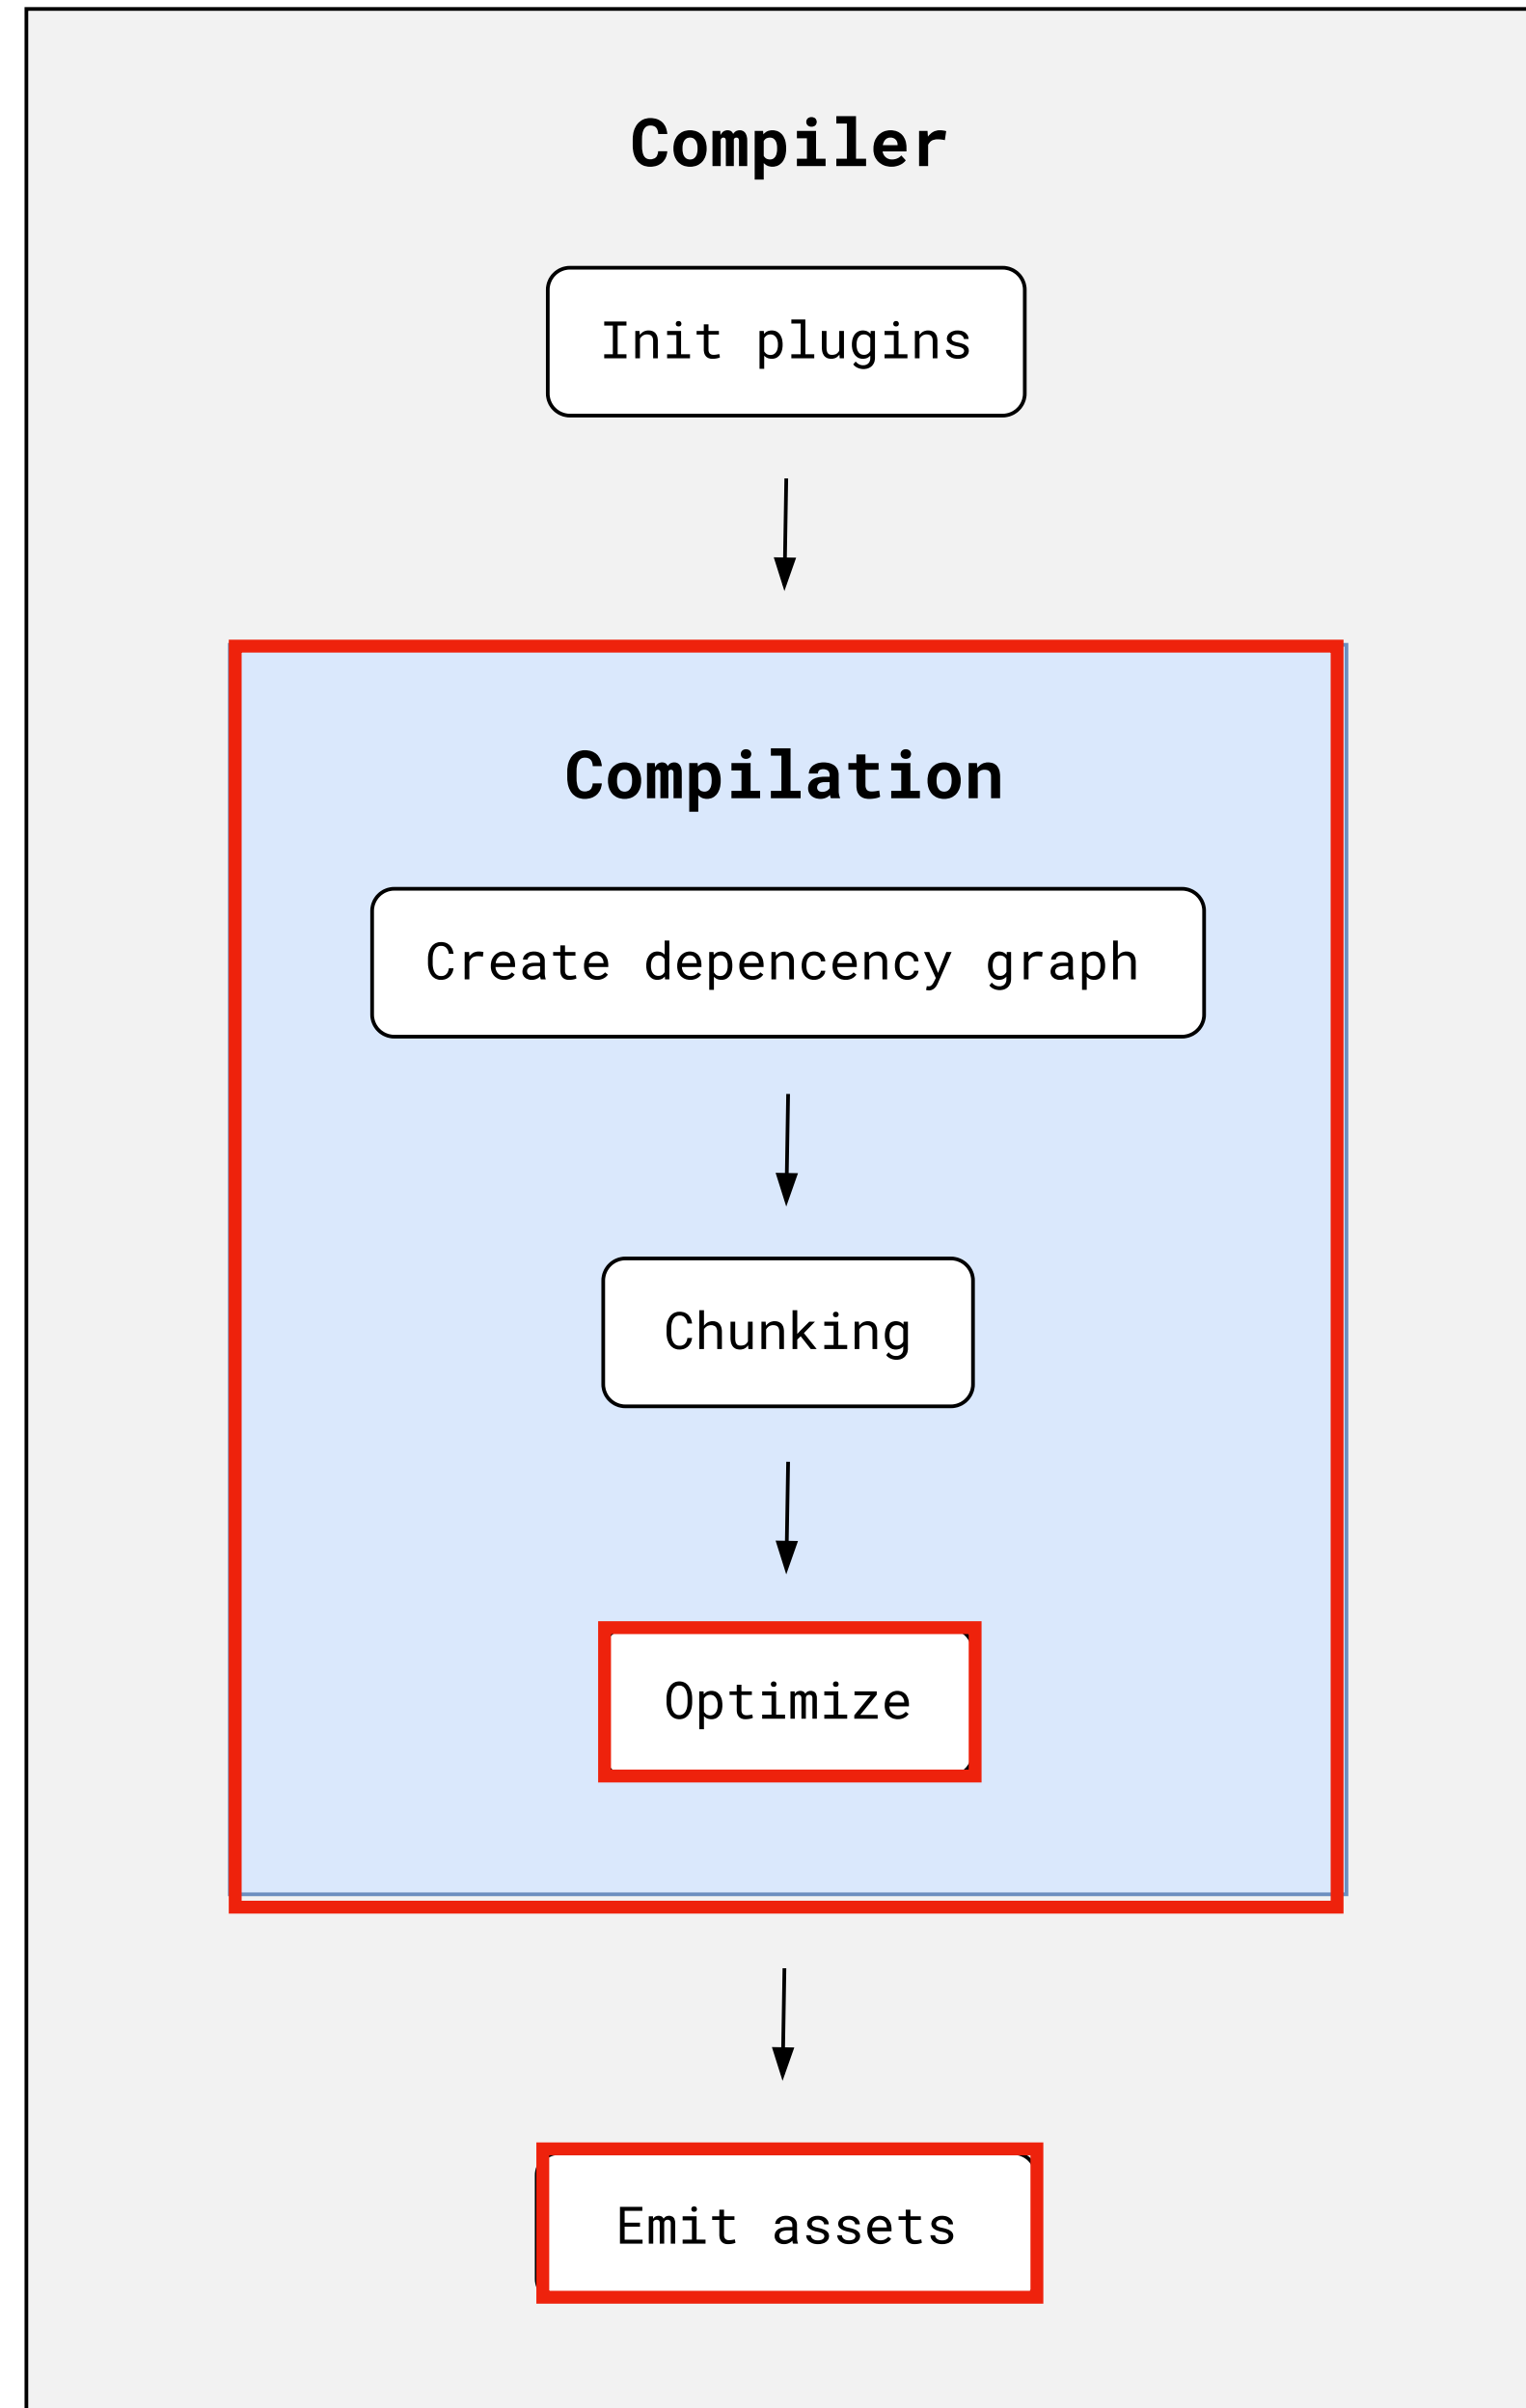 Compiler
Init plugins
Compilation
Create depencency graph
Chunking
Optimize
Emit assets